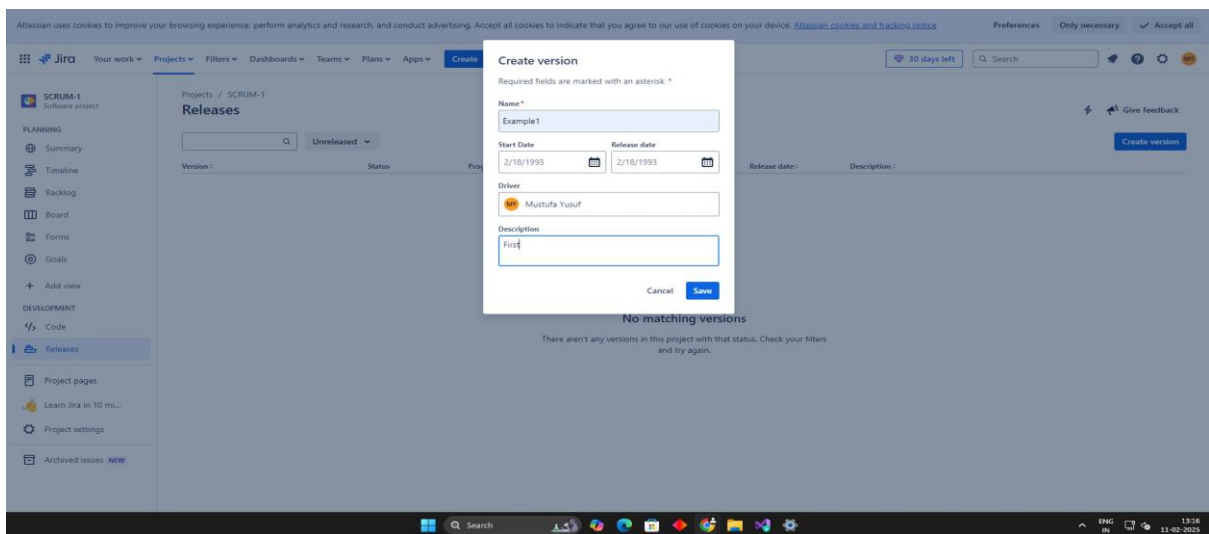 Atlassian uses cookies to improve your browsing experience, perform analytics and research, and conduct advertising. Accept all cookies to indicate that you agree to our use of cookies on your device. Atlassian cookies and tracking notice
Preferences Only necessary Accept all
Jira Your work Projects Filters Dashboards Teams Plans Apps Create 30 days left Search MY
SCRUM-1
Software project
PLANNING
Summary
Timeline
Backlog
Board
Forms
Goals
Add view
DEVELOPMENT
Code
Releases
Project pages
Learn Jira in 10 mi...
Project settings
Archived issues NEW
Projects / SCRUM-1
Releases
Give feedback
Unreleased
Create version
Version Status Prog Release date Description
Create version
Required fields are marked with an asterisk *
Name *
Example1
Start Date Release date
2/18/1993 2/18/1993
Driver
MY Mustufa Yusuf
Description
First
Cancel Save
No matching versions
There aren't any versions in this project with that status. Check your filters
and try again.
Search
ENG
IN
13:16
11-02-2025